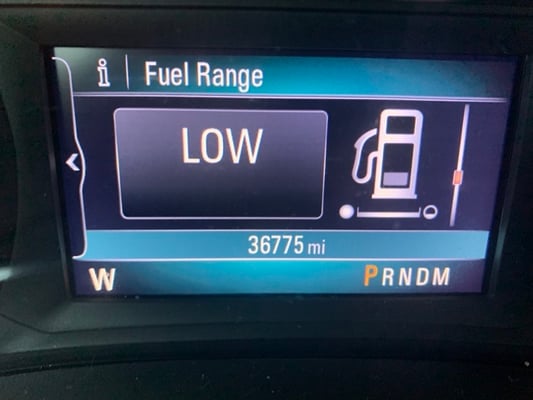 i Fuel Range
LOW
36775 mi
W PRNDM